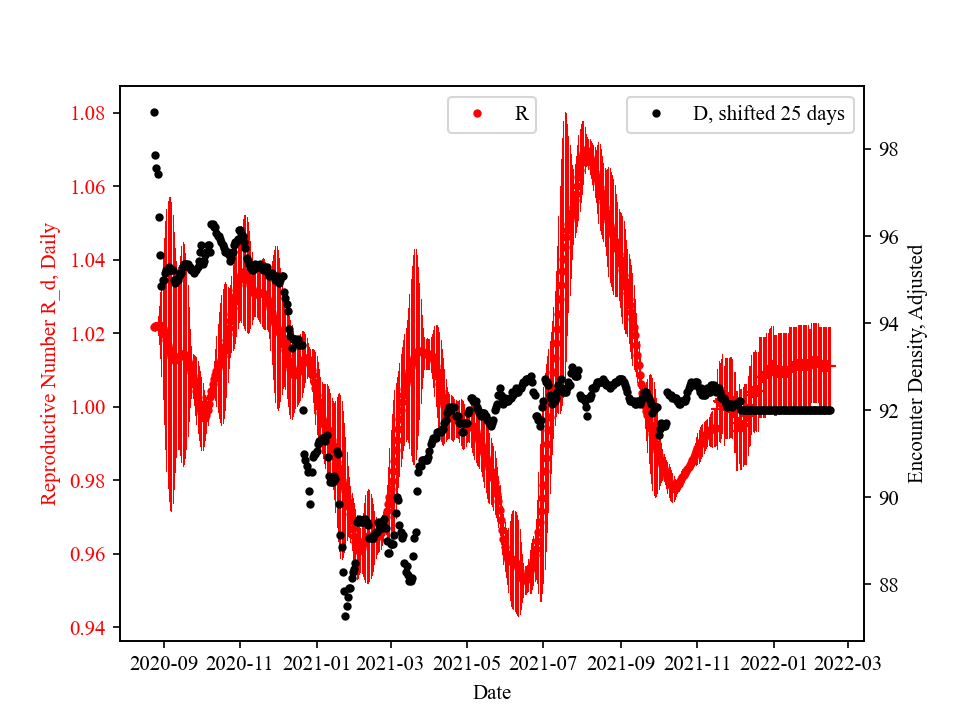 R
D, shifted 25 days
Reproductive Number R_d, Daily
1.08
1.06
1.04
1.02
1.00
0.98
0.96
0.94
98
96
94
92
90
88
Encounter Density, Adjusted
2020-09 2020-11 2021-01 2021-03 2021-05 2021-07 2021-09 2021-11 2022-01 2022-03
Date